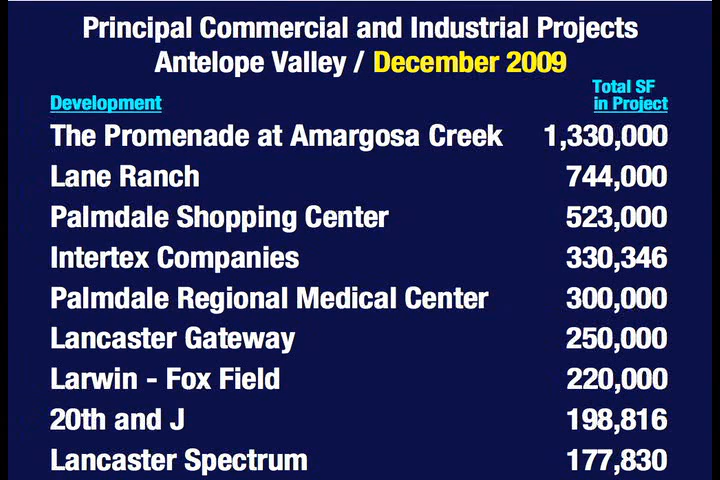 Principal Commercial and Industrial Projects
Antelope Valley / December 2009
Development Total SF in Project
The Promenade at Amargosa Creek 1,330,000
Lane Ranch 744,000
Palmdale Shopping Center 523,000
Intertex Companies 330,346
Palmdale Regional Medical Center 300,000
Lancaster Gateway 250,000
Larwin - Fox Field 220,000
20th and J 198,816
Lancaster Spectrum 177,830